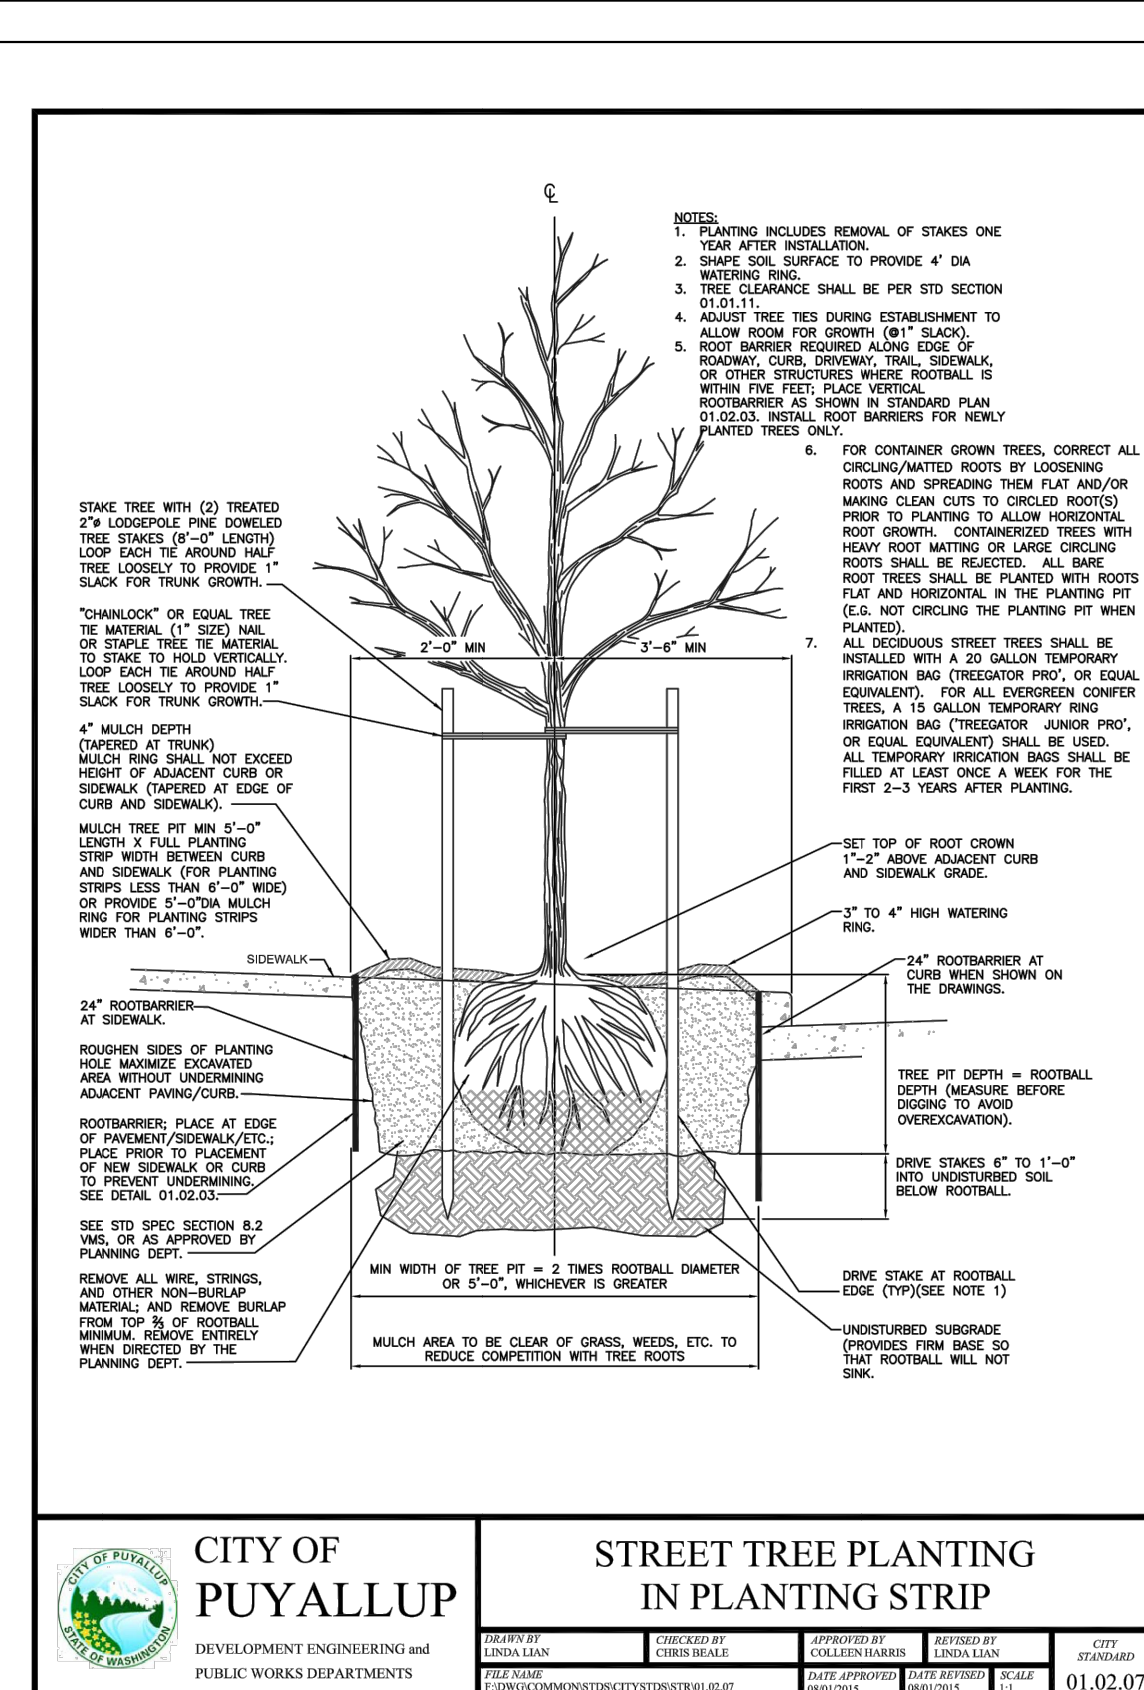 ℄
NOTES:
1. PLANTING INCLUDES REMOVAL OF STAKES ONE
YEAR AFTER INSTALLATION.
2. SHAPE SOIL SURFACE TO PROVIDE 4' DIA
WATERING RING.
3. TREE CLEARANCE SHALL BE PER STD SECTION
01.01.11.
4. ADJUST TREE TIES DURING ESTABLISHMENT TO
ALLOW ROOM FOR GROWTH (@1" SLACK).
5. ROOT BARRIER REQUIRED ALONG EDGE OF
ROADWAY, CURB, DRIVEWAY, TRAIL, SIDEWALK,
OR OTHER STRUCTURES WHERE ROOTBALL IS
WITHIN FIVE FEET; PLACE VERTICAL
ROOTBARRIER AS SHOWN IN STANDARD PLAN
01.02.03. INSTALL ROOT BARRIERS FOR NEWLY
PLANTED TREES ONLY.
6. FOR CONTAINER GROWN TREES, CORRECT ALL
CIRCLING/MATTED ROOTS BY LOOSENING
ROOTS AND SPREADING THEM FLAT AND/OR
MAKING CLEAN CUTS TO CIRCLED ROOT(S)
PRIOR TO PLANTING TO ALLOW HORIZONTAL
ROOT GROWTH. CONTAINERIZED TREES WITH
HEAVY ROOT MATTING OR LARGE CIRCLING
ROOTS SHALL BE REJECTED. ALL BARE
ROOT TREES SHALL BE PLANTED WITH ROOTS
FLAT AND HORIZONTAL IN THE PLANTING PIT
(E.G. NOT CIRCLING THE PLANTING PIT WHEN
PLANTED).
7. ALL DECIDUOUS STREET TREES SHALL BE
INSTALLED WITH A 20 GALLON TEMPORARY
IRRIGATION BAG (TREEGATOR PRO', OR EQUAL
EQUIVALENT). FOR ALL EVERGREEN CONIFER
TREES, A 15 GALLON TEMPORARY RING
IRRIGATION BAG ('TREEGATOR JUNIOR PRO',
OR EQUAL EQUIVALENT) SHALL BE USED.
ALL TEMPORARY IRRICATION BAGS SHALL BE
FILLED AT LEAST ONCE A WEEK FOR THE
FIRST 2-3 YEARS AFTER PLANTING.
STAKE TREE WITH (2) TREATED
2"ø LODGEPOLE PINE DOWELED
TREE STAKES (8'-0" LENGTH)
LOOP EACH TIE AROUND HALF
TREE LOOSELY TO PROVIDE 1"
SLACK FOR TRUNK GROWTH.
"CHAINLOCK" OR EQUAL TREE
TIE MATERIAL (1" SIZE) NAIL
OR STAPLE TREE TIE MATERIAL
TO STAKE TO HOLD VERTICALLY.
LOOP EACH TIE AROUND HALF
TREE LOOSELY TO PROVIDE 1"
SLACK FOR TRUNK GROWTH.
4" MULCH DEPTH
(TAPERED AT TRUNK)
MULCH RING SHALL NOT EXCEED
HEIGHT OF ADJACENT CURB OR
SIDEWALK (TAPERED AT EDGE OF
CURB AND SIDEWALK).
MULCH TREE PIT MIN 5'-0"
LENGTH X FULL PLANTING
STRIP WIDTH BETWEEN CURB
AND SIDEWALK (FOR PLANTING
STRIPS LESS THAN 6'-0" WIDE)
OR PROVIDE 5'-0"DIA MULCH
RING FOR PLANTING STRIPS
WIDER THAN 6'-0".
SIDEWALK
24" ROOTBARRIER
AT SIDEWALK.
ROUGHEN SIDES OF PLANTING
HOLE MAXIMIZE EXCAVATED
AREA WITHOUT UNDERMINING
ADJACENT PAVING/CURB.
ROOTBARRIER; PLACE AT EDGE
OF PAVEMENT/SIDEWALK/ETC.;
PLACE PRIOR TO PLACEMENT
OF NEW SIDEWALK OR CURB
TO PREVENT UNDERMINING.
SEE DETAIL 01.02.03.
SEE STD SPEC SECTION 8.2
VMS, OR AS APPROVED BY
PLANNING DEPT.
REMOVE ALL WIRE, STRINGS,
AND OTHER NON-BURLAP
MATERIAL; AND REMOVE BURLAP
FROM TOP ⅔ OF ROOTBALL
MINIMUM. REMOVE ENTIRELY
WHEN DIRECTED BY THE
PLANNING DEPT.
2'-0" MIN
3'-6" MIN
SET TOP OF ROOT CROWN
1"-2" ABOVE ADJACENT CURB
AND SIDEWALK GRADE.
3" TO 4" HIGH WATERING
RING.
24" ROOTBARRIER AT
CURB WHEN SHOWN ON
THE DRAWINGS.
TREE PIT DEPTH = ROOTBALL
DEPTH (MEASURE BEFORE
DIGGING TO AVOID
OVEREXCAVATION).
DRIVE STAKES 6" TO 1'-0"
INTO UNDISTURBED SOIL
BELOW ROOTBALL.
DRIVE STAKE AT ROOTBALL
EDGE (TYP)(SEE NOTE 1)
UNDISTURBED SUBGRADE
(PROVIDES FIRM BASE SO
THAT ROOTBALL WILL NOT
SINK.
MIN WIDTH OF TREE PIT = 2 TIMES ROOTBALL DIAMETER
OR 5'-0", WHICHEVER IS GREATER
MULCH AREA TO BE CLEAR OF GRASS, WEEDS, ETC. TO
REDUCE COMPETITION WITH TREE ROOTS
CITY OF PUYALLUP
STATE OF WASHINGTON
CITY OF
PUYALLUP
DEVELOPMENT ENGINEERING and
PUBLIC WORKS DEPARTMENTS
STREET TREE PLANTING
IN PLANTING STRIP
DRAWN BY
LINDA LIAN
CHECKED BY
CHRIS BEALE
APPROVED BY
COLLEEN HARRIS
REVISED BY
LINDA LIAN
CITY
STANDARD
01.02.07
FILE NAME
F:\DWG\COMMON\STDS\CITYSTDS\STR\01.02.07
DATE APPROVED
08/01/2015
DATE REVISED
08/01/2015
SCALE
1:1